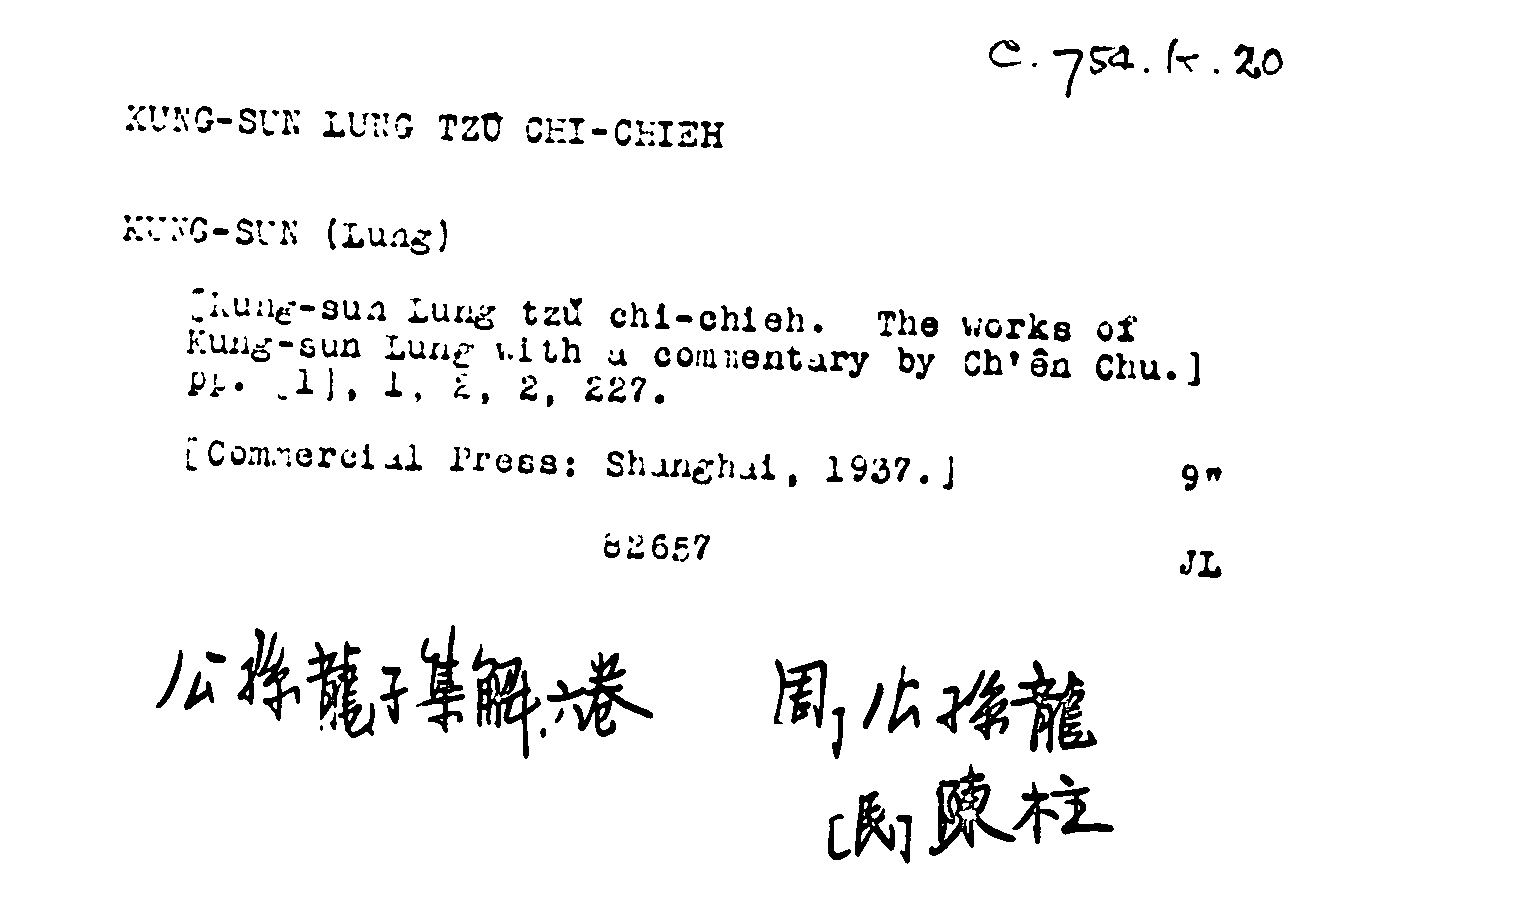 C. 754. k. 20
KUNG-SUN LUNG TZŬ CHI-CHIEH
KUNG-SUN (Lung)
[Kung-sun Lung tzŭ chi-chieh. The works of
Kung-sun Lung with a commentary by Ch'ên Chu.]
pp. [1], 1, 2, 2, 227.
[Commercial Press: Shanghai, 1937.] 9"
82657 JL
公孫龍子集解.六卷 周] 公孫龍
[民] 陳柱